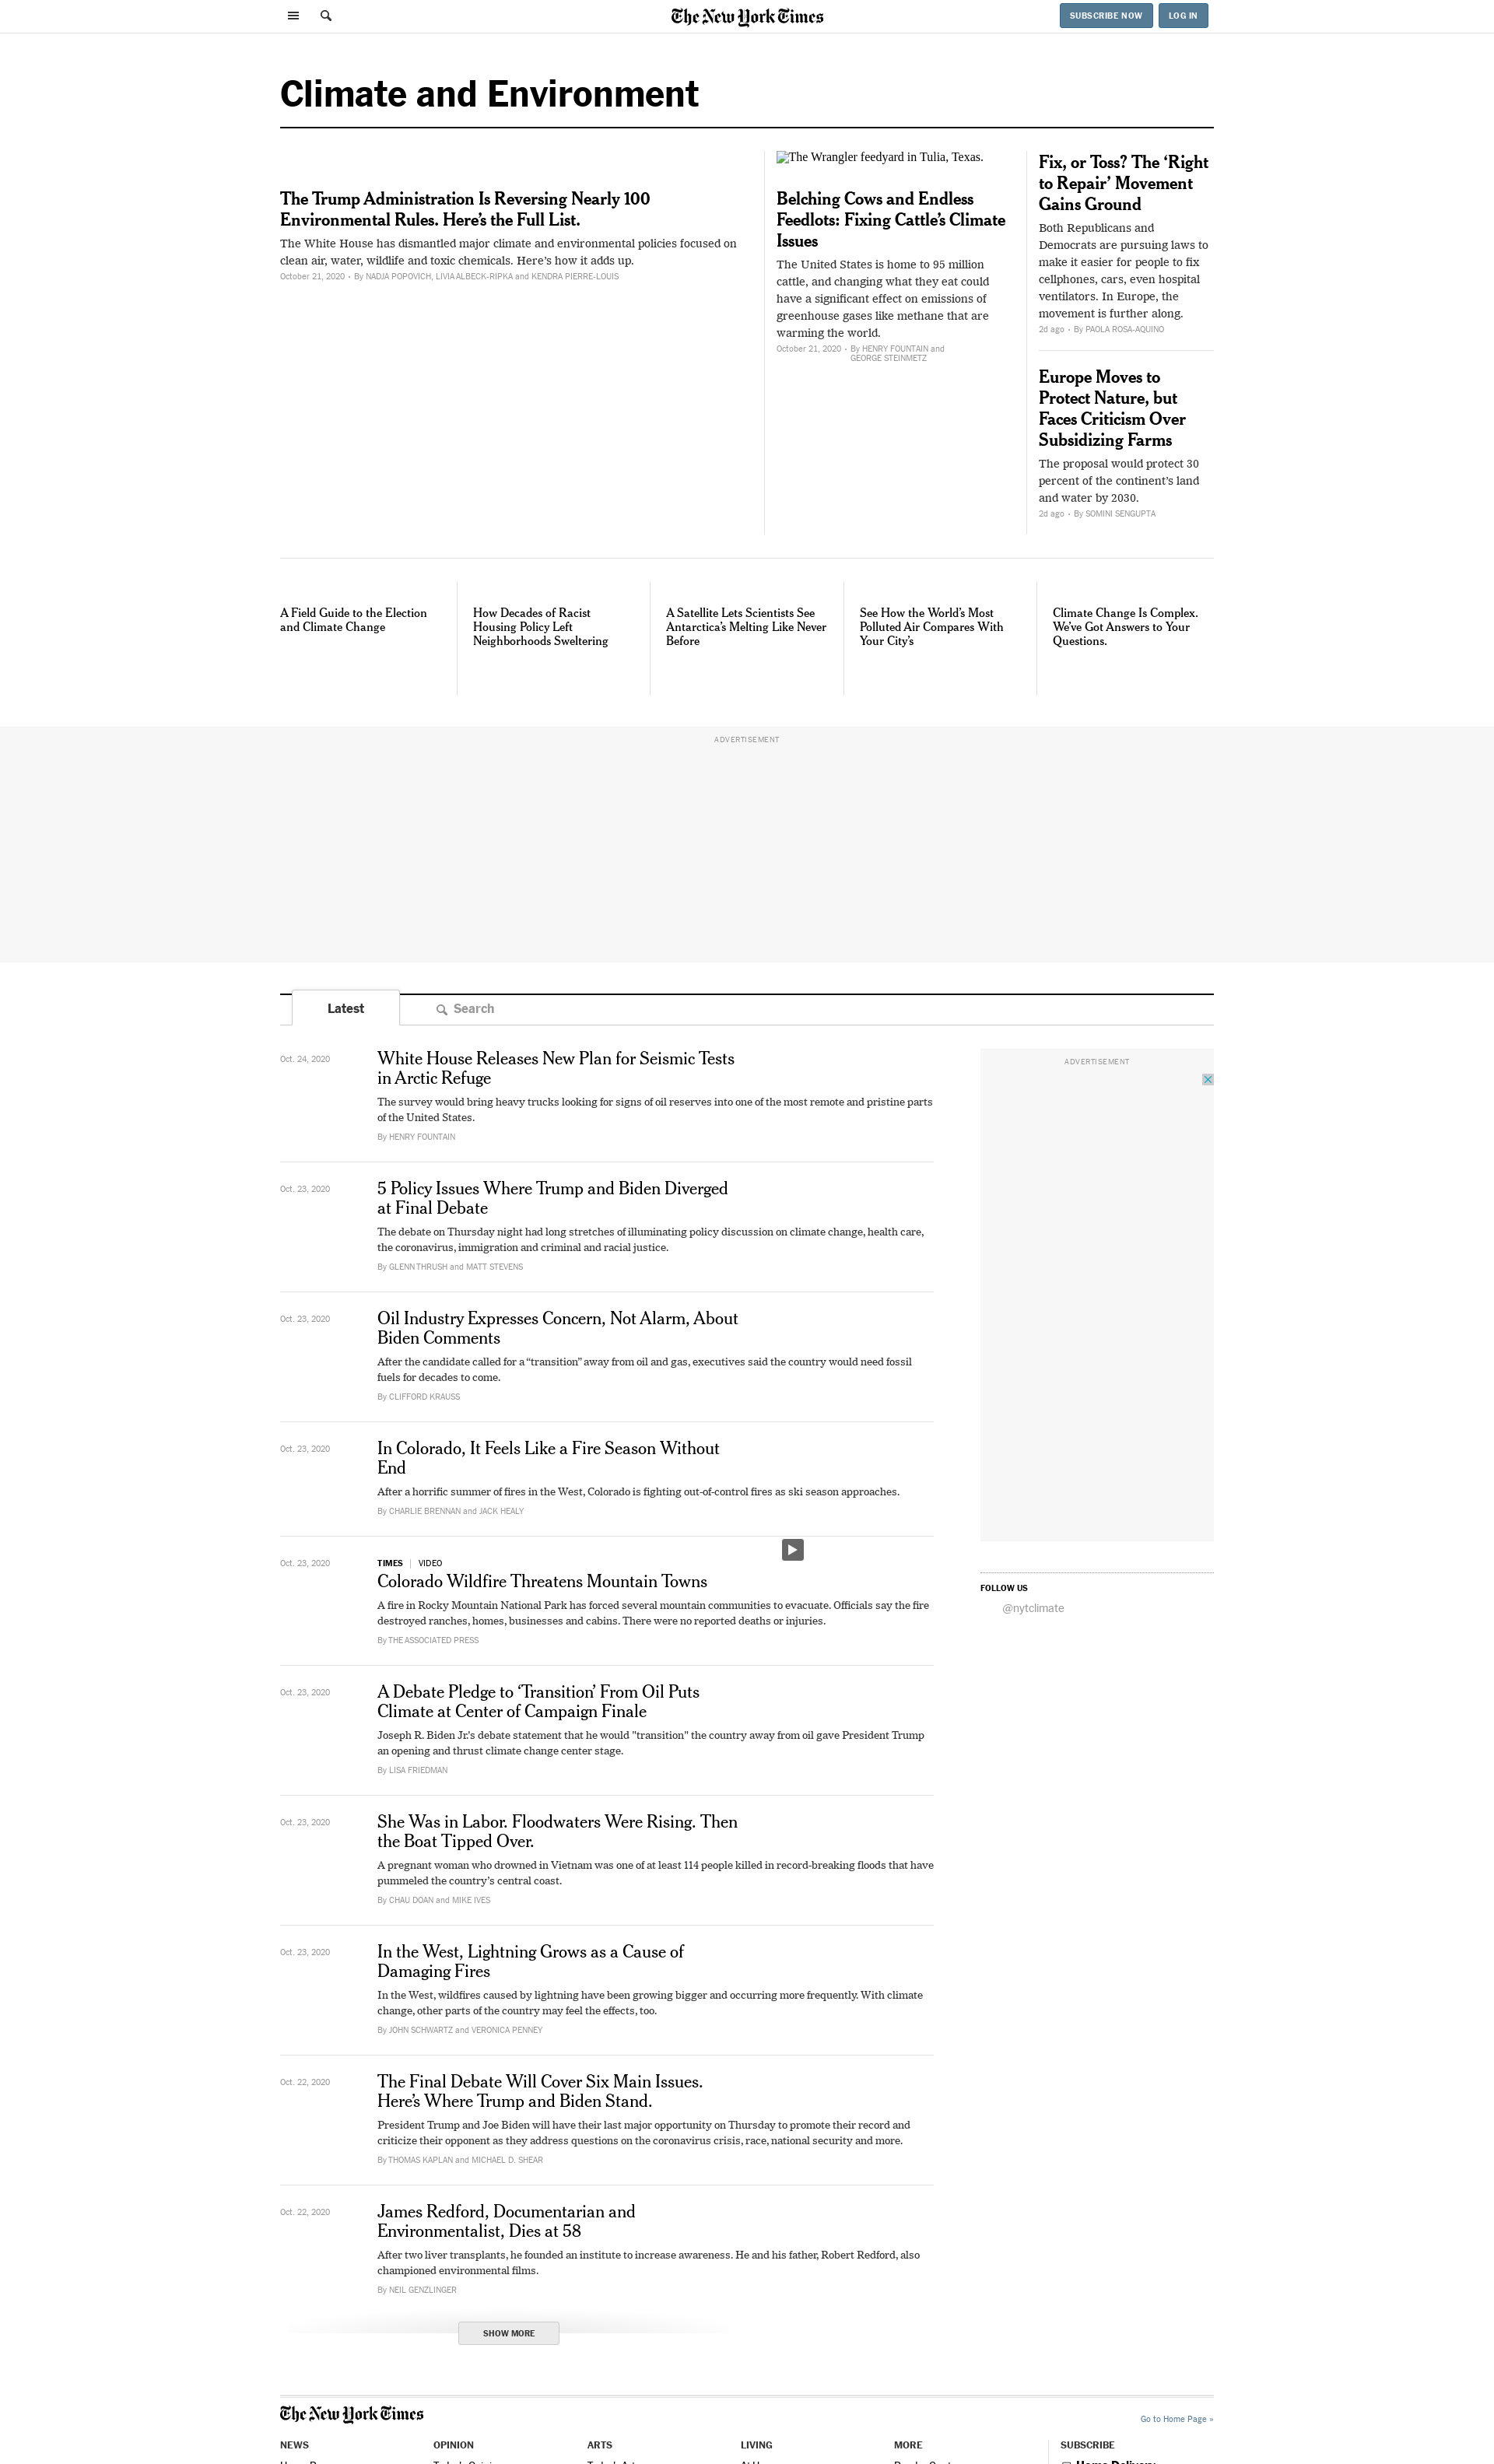 The New York Times
SUBSCRIBE NOW
LOG IN
Climate and Environment
The Trump Administration Is Reversing Nearly 100
Environmental Rules. Here’s the Full List.
The White House has dismantled major climate and environmental policies focused on
clean air, water, wildlife and toxic chemicals. Here’s how it adds up.
October 21, 2020 • By NADJA POPOVICH, LIVIA ALBECK-RIPKA and KENDRA PIERRE-LOUIS
The Wrangler feedyard in Tulia, Texas.
Belching Cows and Endless
Feedlots: Fixing Cattle’s Climate
Issues
The United States is home to 95 million
cattle, and changing what they eat could
have a significant effect on emissions of
greenhouse gases like methane that are
warming the world.
October 21, 2020 • By HENRY FOUNTAIN and
GEORGE STEINMETZ
Fix, or Toss? The ‘Right
to Repair’ Movement
Gains Ground
Both Republicans and
Democrats are pursuing laws to
make it easier for people to fix
cellphones, cars, even hospital
ventilators. In Europe, the
movement is further along.
2d ago • By PAOLA ROSA-AQUINO
Europe Moves to
Protect Nature, but
Faces Criticism Over
Subsidizing Farms
The proposal would protect 30
percent of the continent’s land
and water by 2030.
2d ago • By SOMINI SENGUPTA
A Field Guide to the Election
and Climate Change
How Decades of Racist
Housing Policy Left
Neighborhoods Sweltering
A Satellite Lets Scientists See
Antarctica’s Melting Like Never
Before
See How the World’s Most
Polluted Air Compares With
Your City’s
Climate Change Is Complex.
We’ve Got Answers to Your
Questions.
ADVERTISEMENT
Latest
Search
Oct. 24, 2020
White House Releases New Plan for Seismic Tests
in Arctic Refuge
The survey would bring heavy trucks looking for signs of oil reserves into one of the most remote and pristine parts
of the United States.
By HENRY FOUNTAIN
Oct. 23, 2020
5 Policy Issues Where Trump and Biden Diverged
at Final Debate
The debate on Thursday night had long stretches of illuminating policy discussion on climate change, health care,
the coronavirus, immigration and criminal and racial justice.
By GLENN THRUSH and MATT STEVENS
Oct. 23, 2020
Oil Industry Expresses Concern, Not Alarm, About
Biden Comments
After the candidate called for a “transition” away from oil and gas, executives said the country would need fossil
fuels for decades to come.
By CLIFFORD KRAUSS
Oct. 23, 2020
In Colorado, It Feels Like a Fire Season Without
End
After a horrific summer of fires in the West, Colorado is fighting out-of-control fires as ski season approaches.
By CHARLIE BRENNAN and JACK HEALY
Oct. 23, 2020
TIMES | VIDEO
Colorado Wildfire Threatens Mountain Towns
A fire in Rocky Mountain National Park has forced several mountain communities to evacuate. Officials say the fire
destroyed ranches, homes, businesses and cabins. There were no reported deaths or injuries.
By THE ASSOCIATED PRESS
Oct. 23, 2020
A Debate Pledge to ‘Transition’ From Oil Puts
Climate at Center of Campaign Finale
Joseph R. Biden Jr.'s debate statement that he would "transition" the country away from oil gave President Trump
an opening and thrust climate change center stage.
By LISA FRIEDMAN
Oct. 23, 2020
She Was in Labor. Floodwaters Were Rising. Then
the Boat Tipped Over.
A pregnant woman who drowned in Vietnam was one of at least 114 people killed in record-breaking floods that have
pummeled the country’s central coast.
By CHAU DOAN and MIKE IVES
Oct. 23, 2020
In the West, Lightning Grows as a Cause of
Damaging Fires
In the West, wildfires caused by lightning have been growing bigger and occurring more frequently. With climate
change, other parts of the country may feel the effects, too.
By JOHN SCHWARTZ and VERONICA PENNEY
Oct. 22, 2020
The Final Debate Will Cover Six Main Issues.
Here’s Where Trump and Biden Stand.
President Trump and Joe Biden will have their last major opportunity on Thursday to promote their record and
criticize their opponent as they address questions on the coronavirus crisis, race, national security and more.
By THOMAS KAPLAN and MICHAEL D. SHEAR
Oct. 22, 2020
James Redford, Documentarian and
Environmentalist, Dies at 58
After two liver transplants, he founded an institute to increase awareness. He and his father, Robert Redford, also
championed environmental films.
By NEIL GENZLINGER
SHOW MORE
ADVERTISEMENT
FOLLOW US
@nytclimate
The New York Times
Go to Home Page »
NEWS
OPINION
ARTS
LIVING
MORE
SUBSCRIBE